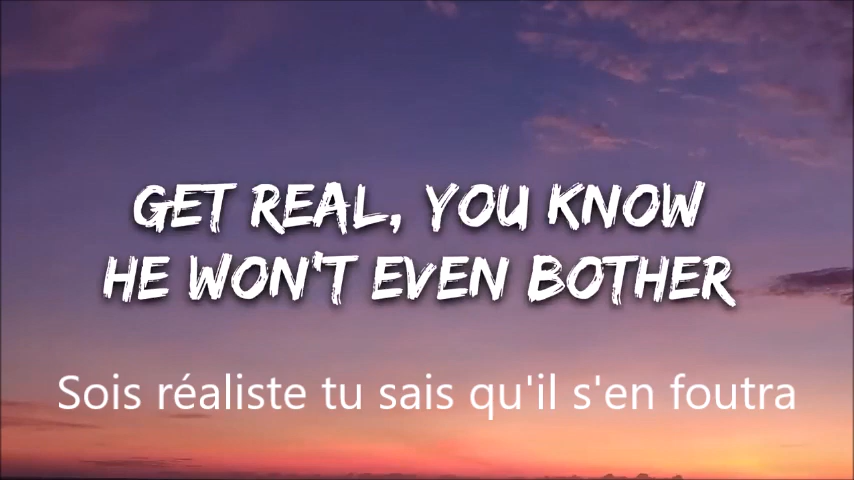 GET REAL, YOU KNOW
HE WON'T EVEN BOTHER
Sois réaliste tu sais qu'il s'en foutra